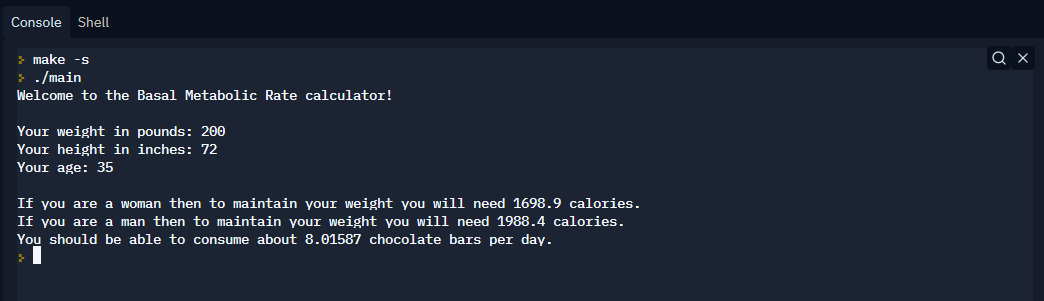 Console Shell
make -s
./main
Welcome to the Basal Metabolic Rate calculator!
Your weight in pounds: 200
Your height in inches: 72
Your age: 35
If you are a woman then to maintain your weight you will need 1698.9 calories.
If you are a man then to maintain your weight you will need 1988.4 calories.
You should be able to consume about 8.01587 chocolate bars per day.